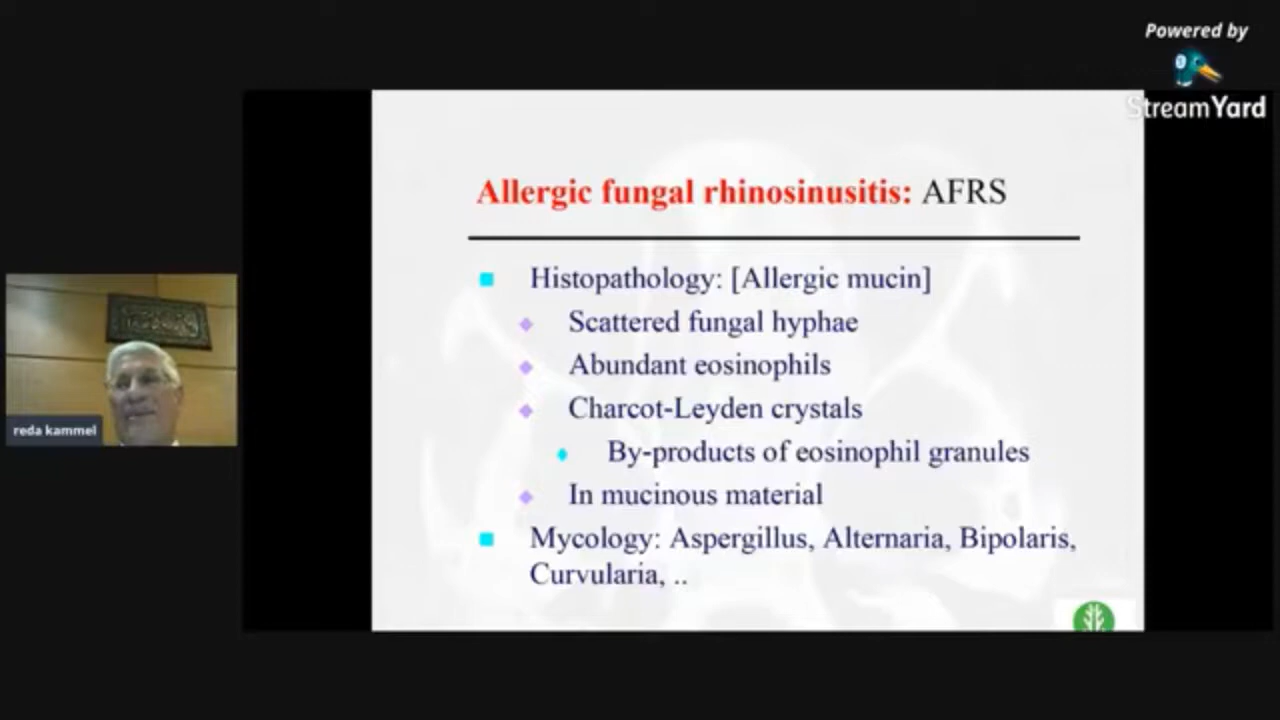 Powered by
StreamYard
Allergic fungal rhinosinusitis: AFRS
Histopathology: [Allergic mucin]
Scattered fungal hyphae
Abundant eosinophils
Charcot-Leyden crystals
By-products of eosinophil granules
In mucinous material
Mycology: Aspergillus, Alternaria, Bipolaris,
Curvularia, ..
reda kammel